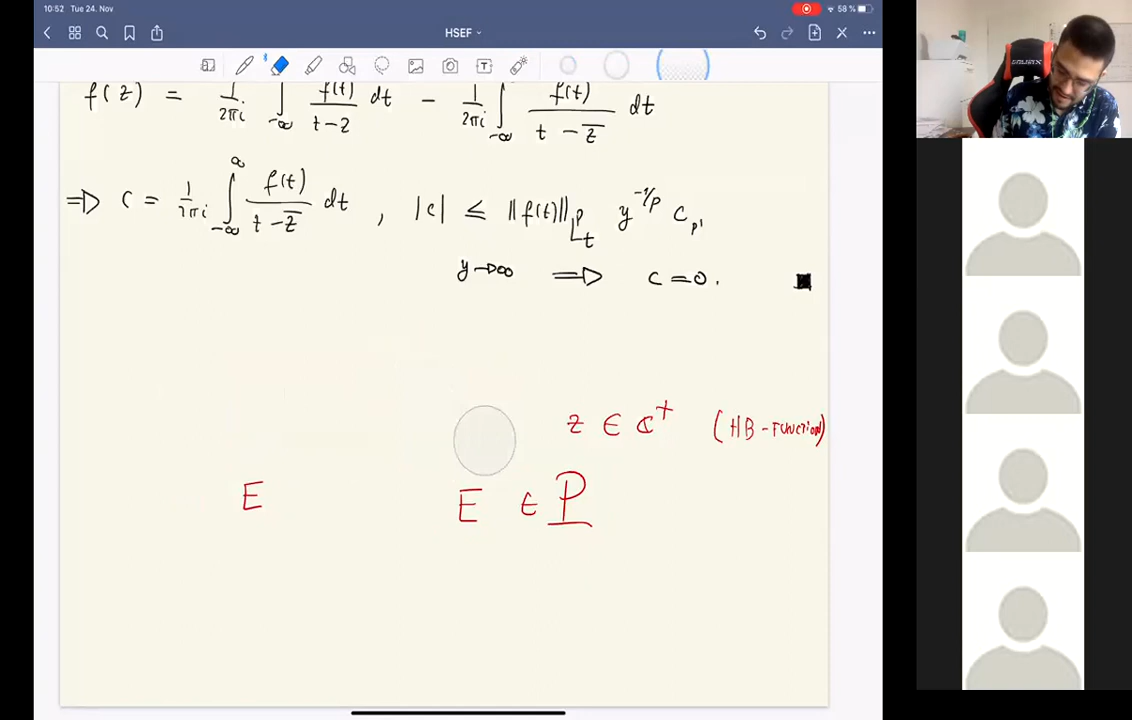 10:52 Tue 24. Nov
58 %
HSEF
f(z) = 1/2πi ∫_{-∞} f(t)/(t-z) dt - 1/2πi ∫_{-∞} f(t)/(t - z̅) dt
⇒ C = 1/2πi ∫_{-∞}^{∞} f(t)/(t-z̅) dt , |c| ≤ ||f(t)||_{L^p_t} y^{-1/p} C_{p'}
y→∞ ⇒ c = 0. ■
z ∈ ℂ^+ (HB-Function)
E E ∈ P